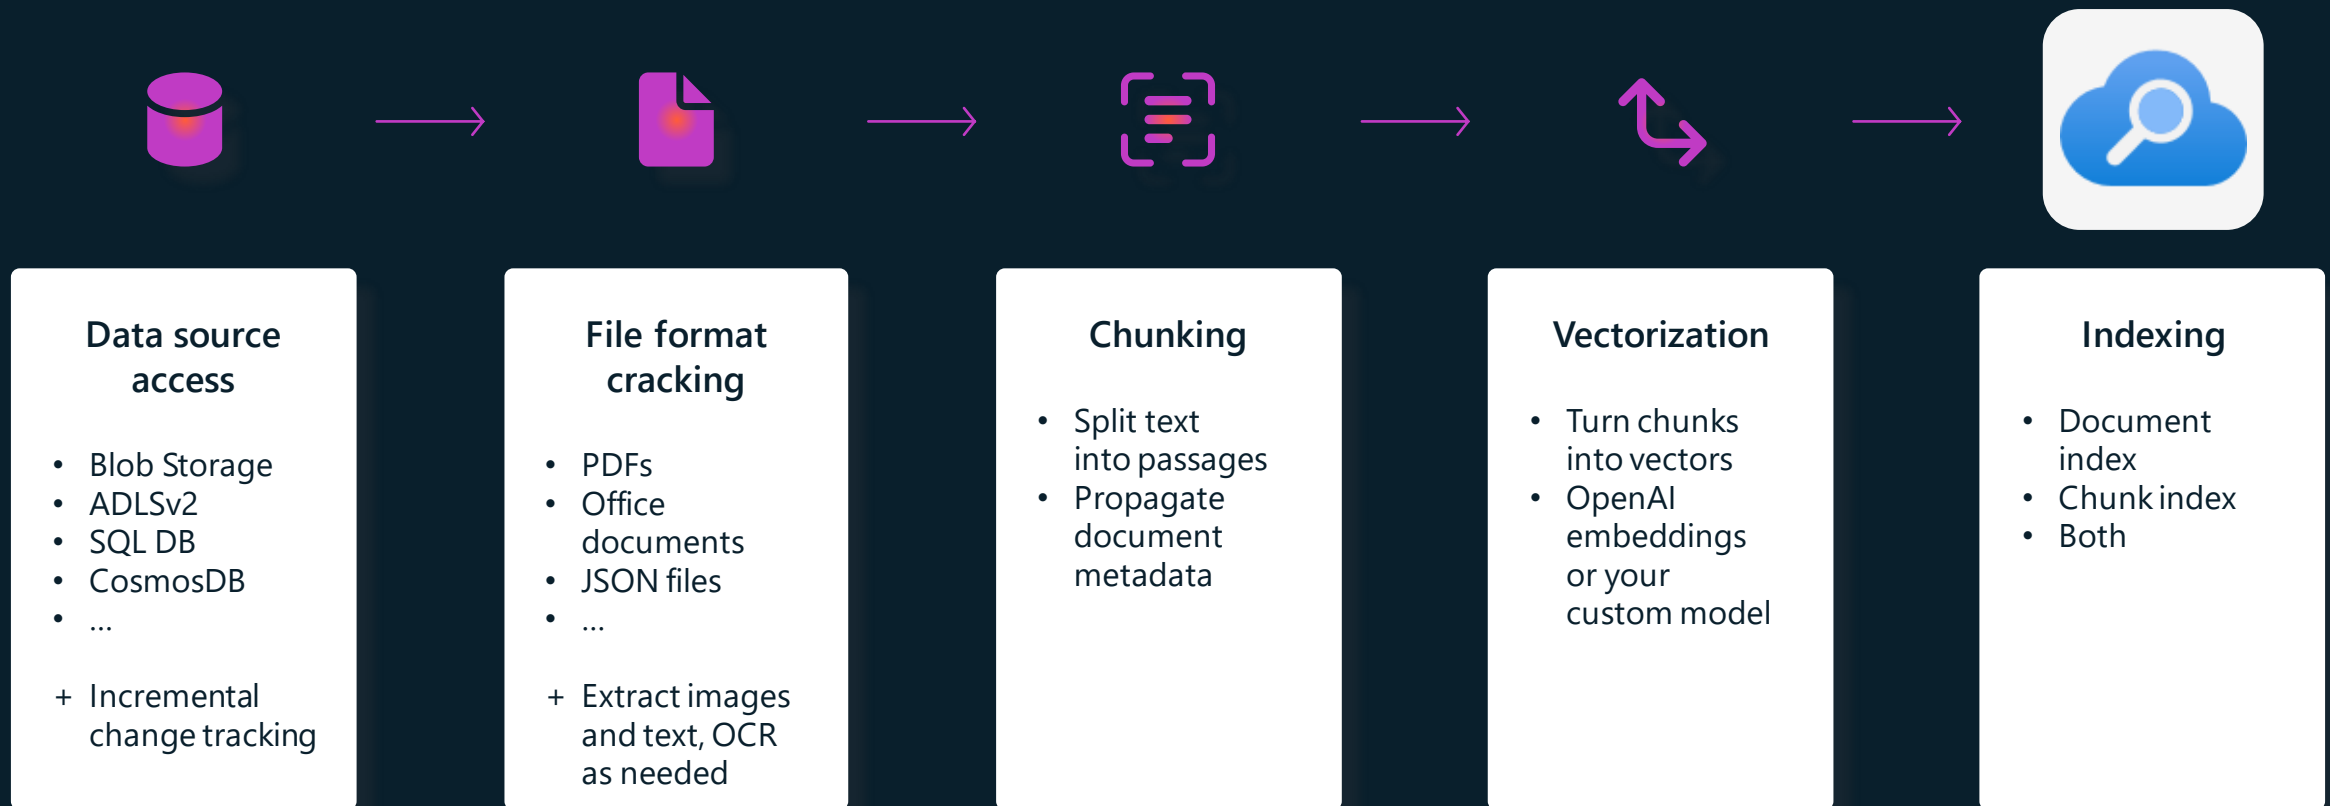 Data source
access
• Blob Storage
• ADLSv2
• SQL DB
• CosmosDB
• ...
+ Incremental
change tracking
File format
cracking
• PDFs
• Office
documents
• JSON files
• ...
+ Extract images
and text, OCR
as needed
Chunking
• Split text
into passages
• Propagate
document
metadata
Vectorization
• Turn chunks
into vectors
• OpenAI
embeddings
or your
custom model
Indexing
• Document
index
• Chunk index
• Both